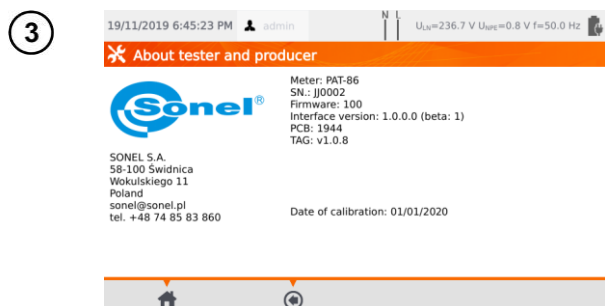 3
19/11/2019 6:45:23 PM admin N L U_LN=236.7 V U_NPE=0.8 V f=50.0 Hz
About tester and producer
sonel®
SONEL S.A.
58-100 Świdnica
Wokulskiego 11
Poland
sonel@sonel.pl
tel. +48 74 85 83 860
Meter: PAT-86
SN.: JJ0002
Firmware: 100
Interface version: 1.0.0.0 (beta: 1)
PCB: 1944
TAG: v1.0.8
Date of calibration: 01/01/2020